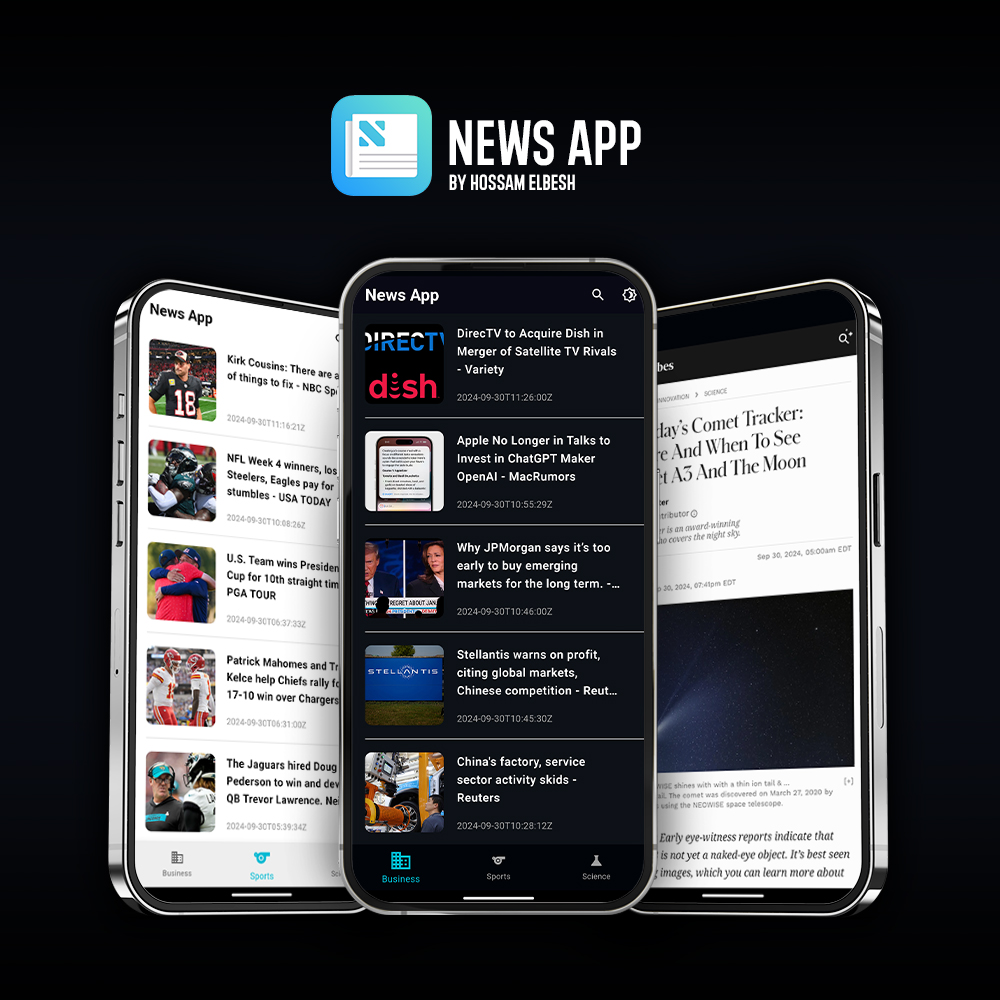 NEWS APP
BY HOSSAM ELBESH
News App
Kirk Cousins: There are a
of things to fix - NBC Sp
2024-09-30T11:16:21Z
NFL Week 4 winners, los
Steelers, Eagles pay for
stumbles - USA TODAY
2024-09-30T10:08:26Z
U.S. Team wins Presiden
Cup for 10th straight tim
PGA TOUR
2024-09-30T06:37:33Z
Patrick Mahomes and Tr
Kelce help Chiefs rally fo
17-10 win over Chargers
2024-09-30T06:31:00Z
The Jaguars hired Doug
Pederson to win and dev
QB Trevor Lawrence. Nei
2024-09-30T05:39:34Z
Business
Sports
Sci
18
News App
DIRECTV
dish
DirecTV to Acquire Dish in
Merger of Satellite TV Rivals
- Variety
2024-09-30T11:26:00Z
Apple No Longer in Talks to
Invest in ChatGPT Maker
OpenAI - MacRumors
2024-09-30T10:55:29Z
Why JPMorgan says it's too
early to buy emerging
markets for the long term. -...
2024-09-30T10:46:00Z
REGRET ABOUT JAN.
STELLANTIS
Stellantis warns on profit,
citing global markets,
Chinese competition - Reut...
2024-09-30T10:45:30Z
China's factory, service
sector activity skids -
Reuters
2024-09-30T10:28:12Z
Business
Sports
Science
bes
NNOVATION > SCIENCE
day's Comet Tracker:
re And When To See
t A3 And The Moon
ter
tributor
er is an award-winning
ho covers the night sky.
Sep 30, 2024, 05:00am EDT
p 30, 2024, 07:41pm EDT
WISE shines with with a thin ion tail & ...
[+]
ail. The comet was discovered on March 27, 2020 by
using the NEOWISE space telescope.
Early eye-witness reports indicate that
is not yet a naked-eye object. It's best seen
images, which you can learn more about